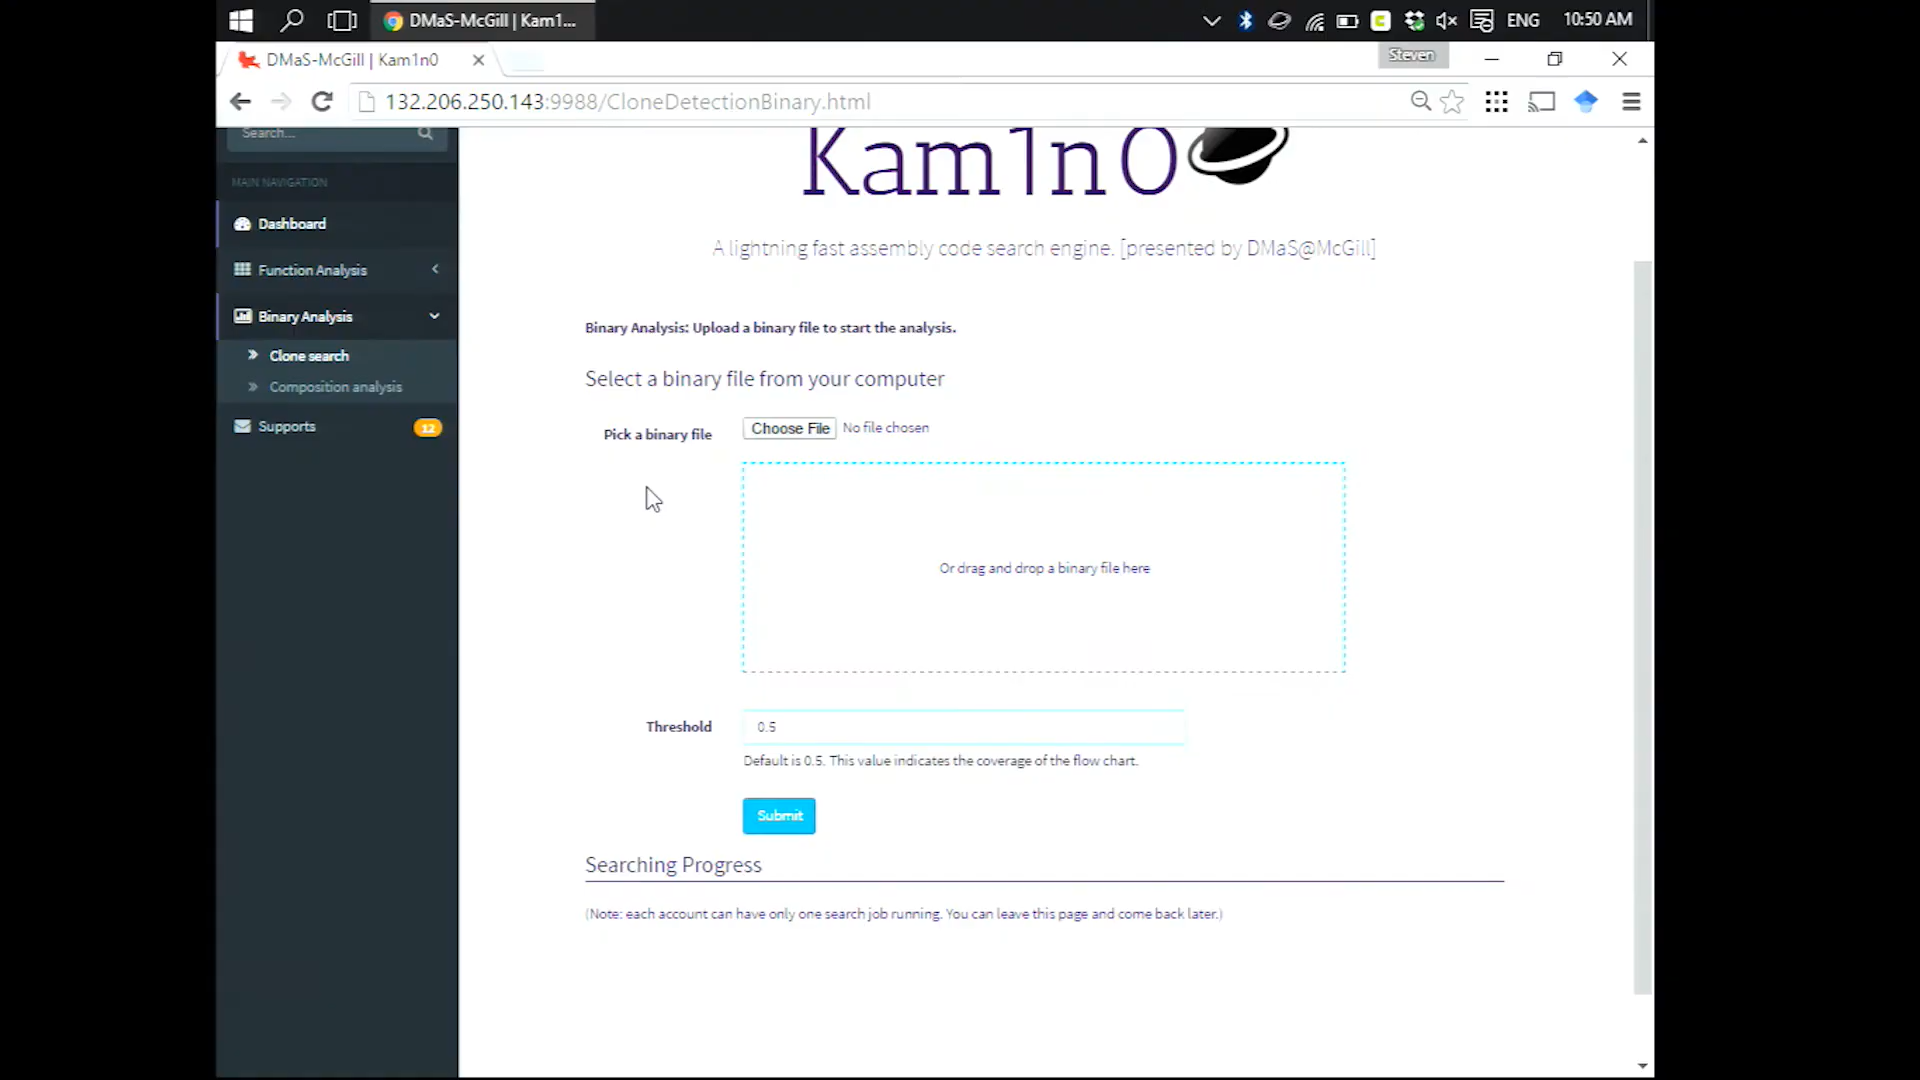 DMaS-McGill | Kam1...
ENG
10:50 AM
DMaS-McGill | Kam1n0
Steven
132.206.250.143:9988/CloneDetectionBinary.html
Search...
Kam1n0
MAIN NAVIGATION
Dashboard
A lightning fast assembly code search engine. [presented by DMaS@McGill]
Function Analysis
Binary Analysis
Clone search
Composition analysis
Supports
12
Binary Analysis: Upload a binary file to start the analysis.
Select a binary file from your computer
Pick a binary file
Choose File No file chosen
Or drag and drop a binary file here
Threshold
0.5
Default is 0.5. This value indicates the coverage of the flow chart.
Submit
Searching Progress
(Note: each account can have only one search job running. You can leave this page and come back later.)